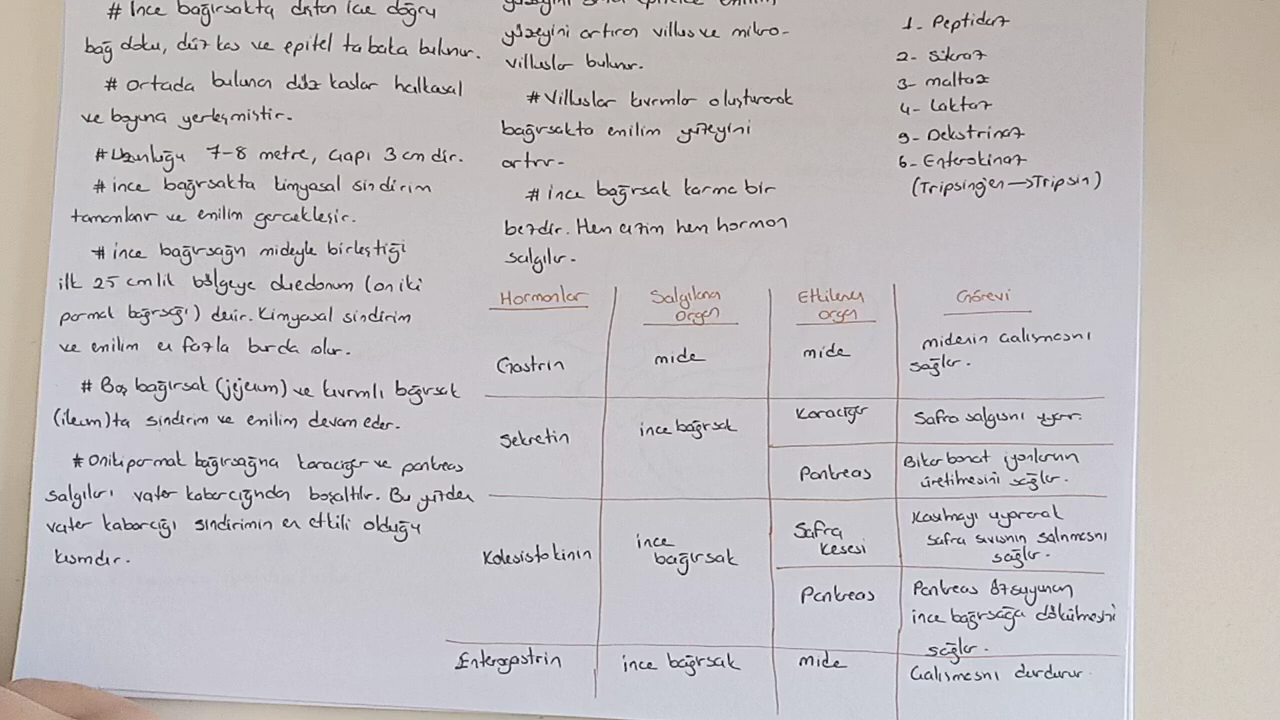 # İnce bağırsakta dıştan içe doğru
bağ doku, düz kas ve epitel tabaka bulunur.
# Ortada bulunan düz kaslar halkasal
ve boyuna yerleşmiştir.
# Uzunluğu 7-8 metre, çapı 3 cm dir.
# ince bağırsakta kimyasal sindirim
tamamlanır ve emilim gerçekleşir.
# ince bağırsağın mideyle birleştiği
ilk 25 cm lik bölgeye duedonum (on iki
parmak bağırsağı) denir. Kimyasal sindirim
ve emilim en fazla burda olur.
# Boş bağırsak (jejeum) ve kıvrımlı bağırsak
(ileum)ta sindirim ve emilim devam eder.
# Onikiparmak bağırsağına karaciğer ve pankreas
salgıları vater kabarcığından boşaltılır. Bu yüzden
vater kabarcığı sindirimin en etkili olduğu
kısmıdır.
yüzeyini artıran villus ve mikro-
villuslar bulunur.
# Villuslar kıvrımlar oluşturarak
bağırsakta emilim yüzeyini
artırır.
# ince bağırsak karma bir
bezdir. Hem enzim hem hormon
salgılar.
1- Peptidaz
2- Sükraz
3- maltaz
4- Laktaz
5- Dekstrinaz
6- Enterokinaz
(Tripsinojen→Tripsin)
Hormonlar Salgılanan organ Etkilenen organ Görevi
Gastrin mide mide midenin çalışmasını
sağlar.
Sekretin ince bağırsak Karaciğer Safra salgısını uyarır.
Pankreas Bikarbonat iyonlarının
üretilmesini sağlar.
Kolesistokinin ince bağırsak Safra kesesi Kasılmayı uyararak
safra sıvısının salınmasını
sağlar.
Pankreas Pankreas özsuyunun
ince bağırsağa dökülmesini
sağlar.
Enterogastrin ince bağırsak mide Çalışmasını durdurur.